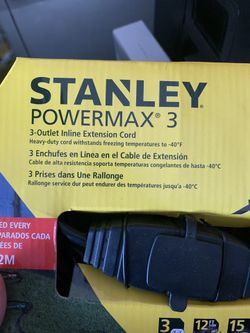 STANLEY
POWERMAX® 3
3-Outlet Inline Extension Cord
Heavy-duty cord withstands freezing temperatures to -40°F
3 Enchufes en Línea en el Cable de Extensión
Cable de alta resistencia soporta temperaturas congelantes de hasta -40°C
3 Prises dans Une Rallonge
Rallonge service dur peut endurer des températures jusqu'a -40°C
ED EVERY
PARADOS CADA
ÉES DE
2M
3
12
15